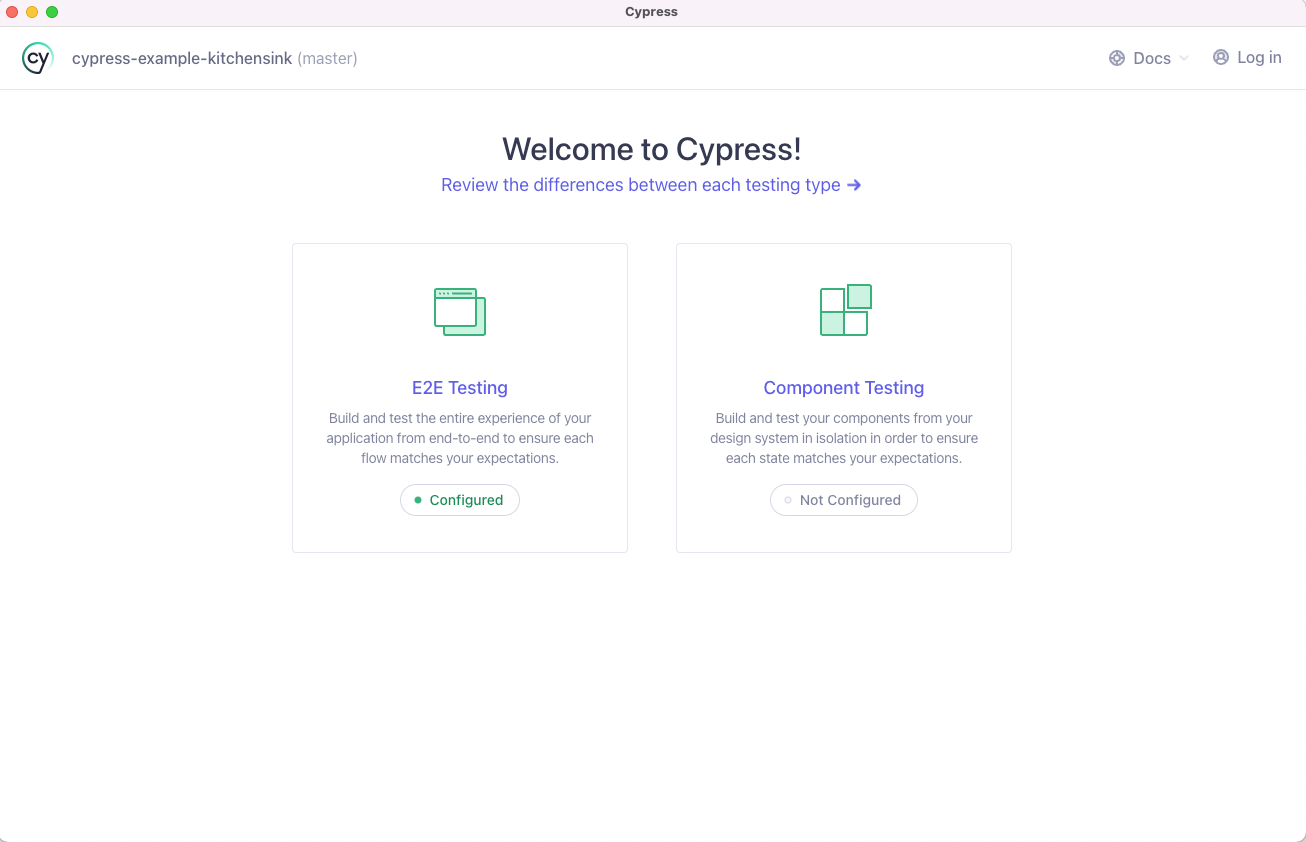 Cypress
cy
cypress-example-kitchensink (master)
Docs
Log in
Welcome to Cypress!
Review the differences between each testing type →
E2E Testing
Build and test the entire experience of your
application from end-to-end to ensure each
flow matches your expectations.
Configured
Component Testing
Build and test your components from your
design system in isolation in order to ensure
each state matches your expectations.
Not Configured